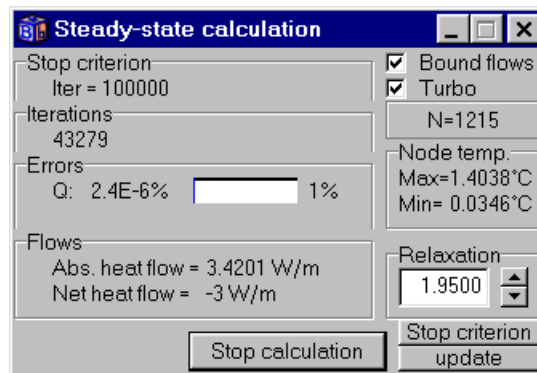 Steady-state calculation
Stop criterion
Iter = 100000
Iterations
43279
Errors
Q: 2.4E-6% 1%
Flows
Abs. heat flow = 3.4201 W/m
Net heat flow = -3 W/m
Stop calculation
Bound flows
Turbo
N=1215
Node temp.
Max=1.4038°C
Min= 0.0346°C
Relaxation
1.9500
Stop criterion
update